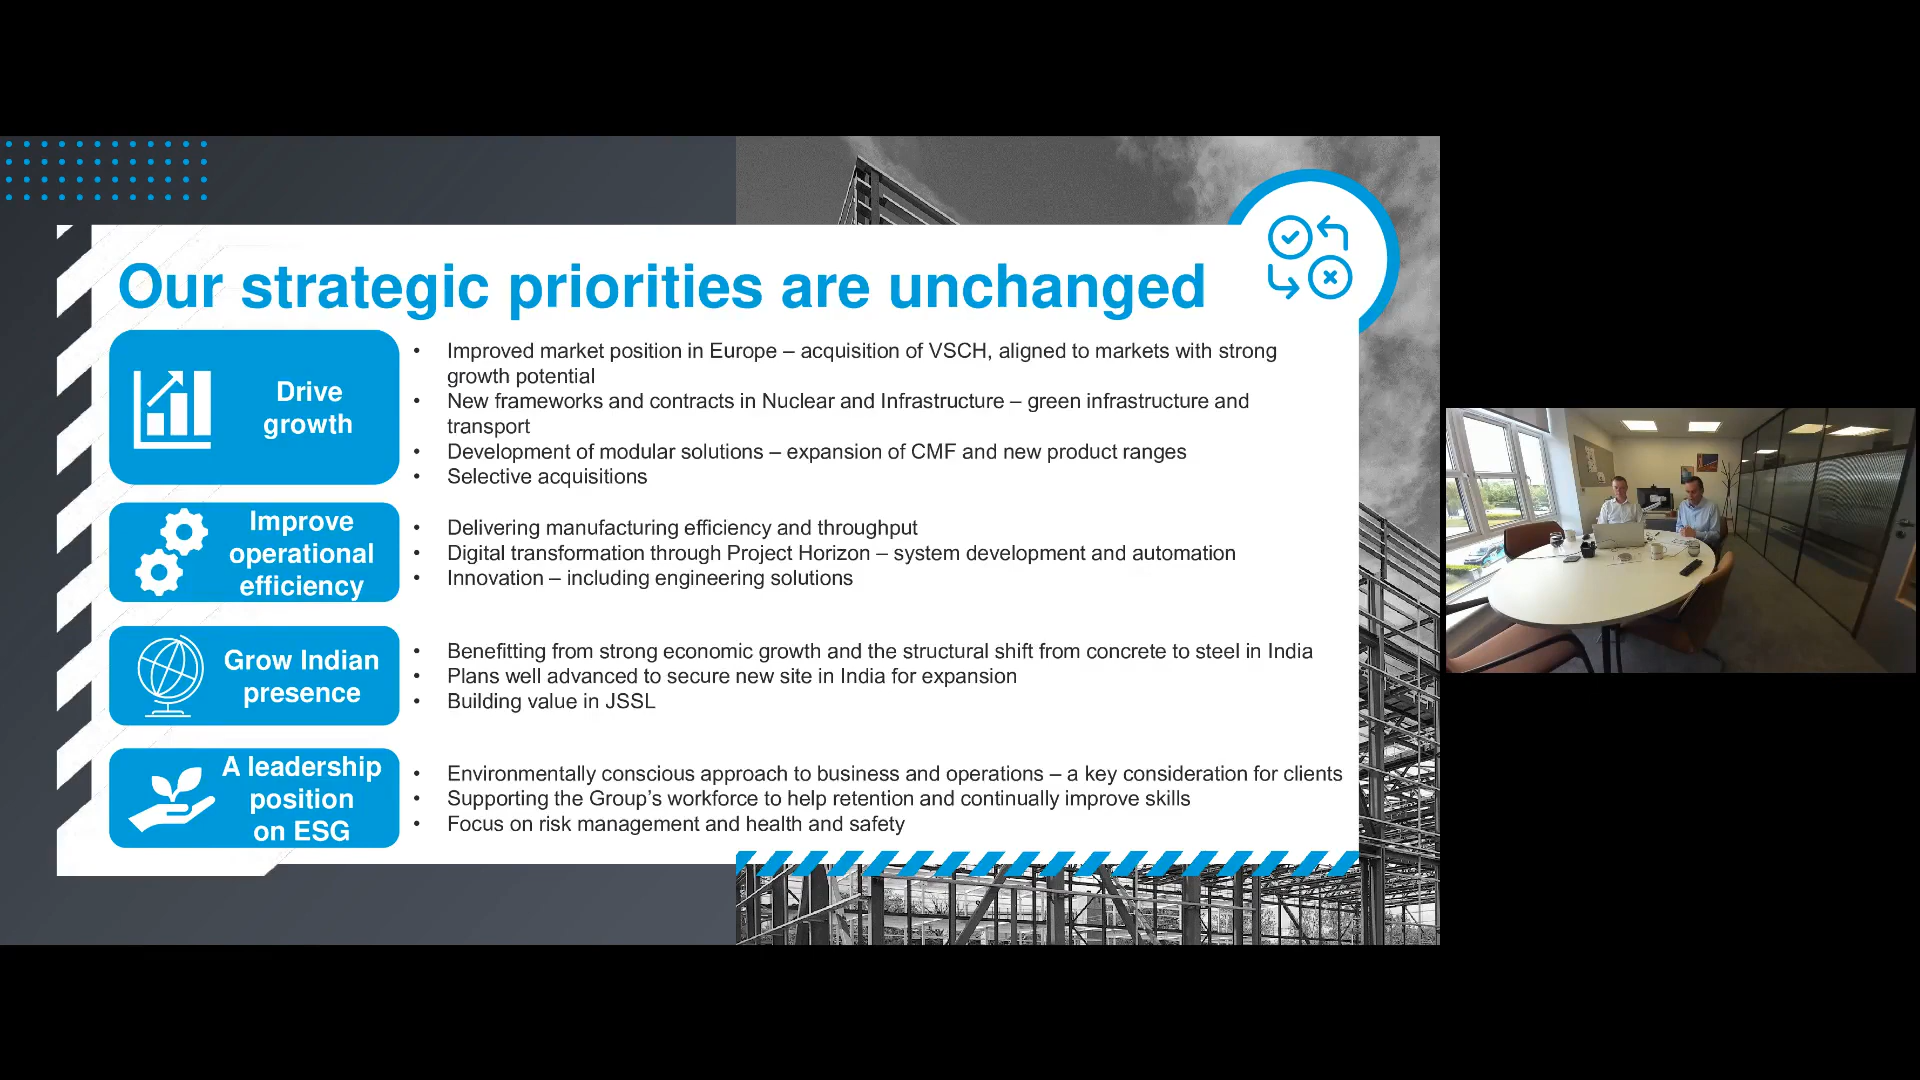 Our strategic priorities are unchanged
Drive
growth
• Improved market position in Europe – acquisition of VSCH, aligned to markets with strong
growth potential
• New frameworks and contracts in Nuclear and Infrastructure – green infrastructure and
transport
• Development of modular solutions – expansion of CMF and new product ranges
• Selective acquisitions
Improve
operational
efficiency
• Delivering manufacturing efficiency and throughput
• Digital transformation through Project Horizon – system development and automation
• Innovation – including engineering solutions
Grow Indian
presence
• Benefitting from strong economic growth and the structural shift from concrete to steel in India
• Plans well advanced to secure new site in India for expansion
• Building value in JSSL
A leadership
position
on ESG
• Environmentally conscious approach to business and operations – a key consideration for clients
• Supporting the Group’s workforce to help retention and continually improve skills
• Focus on risk management and health and safety